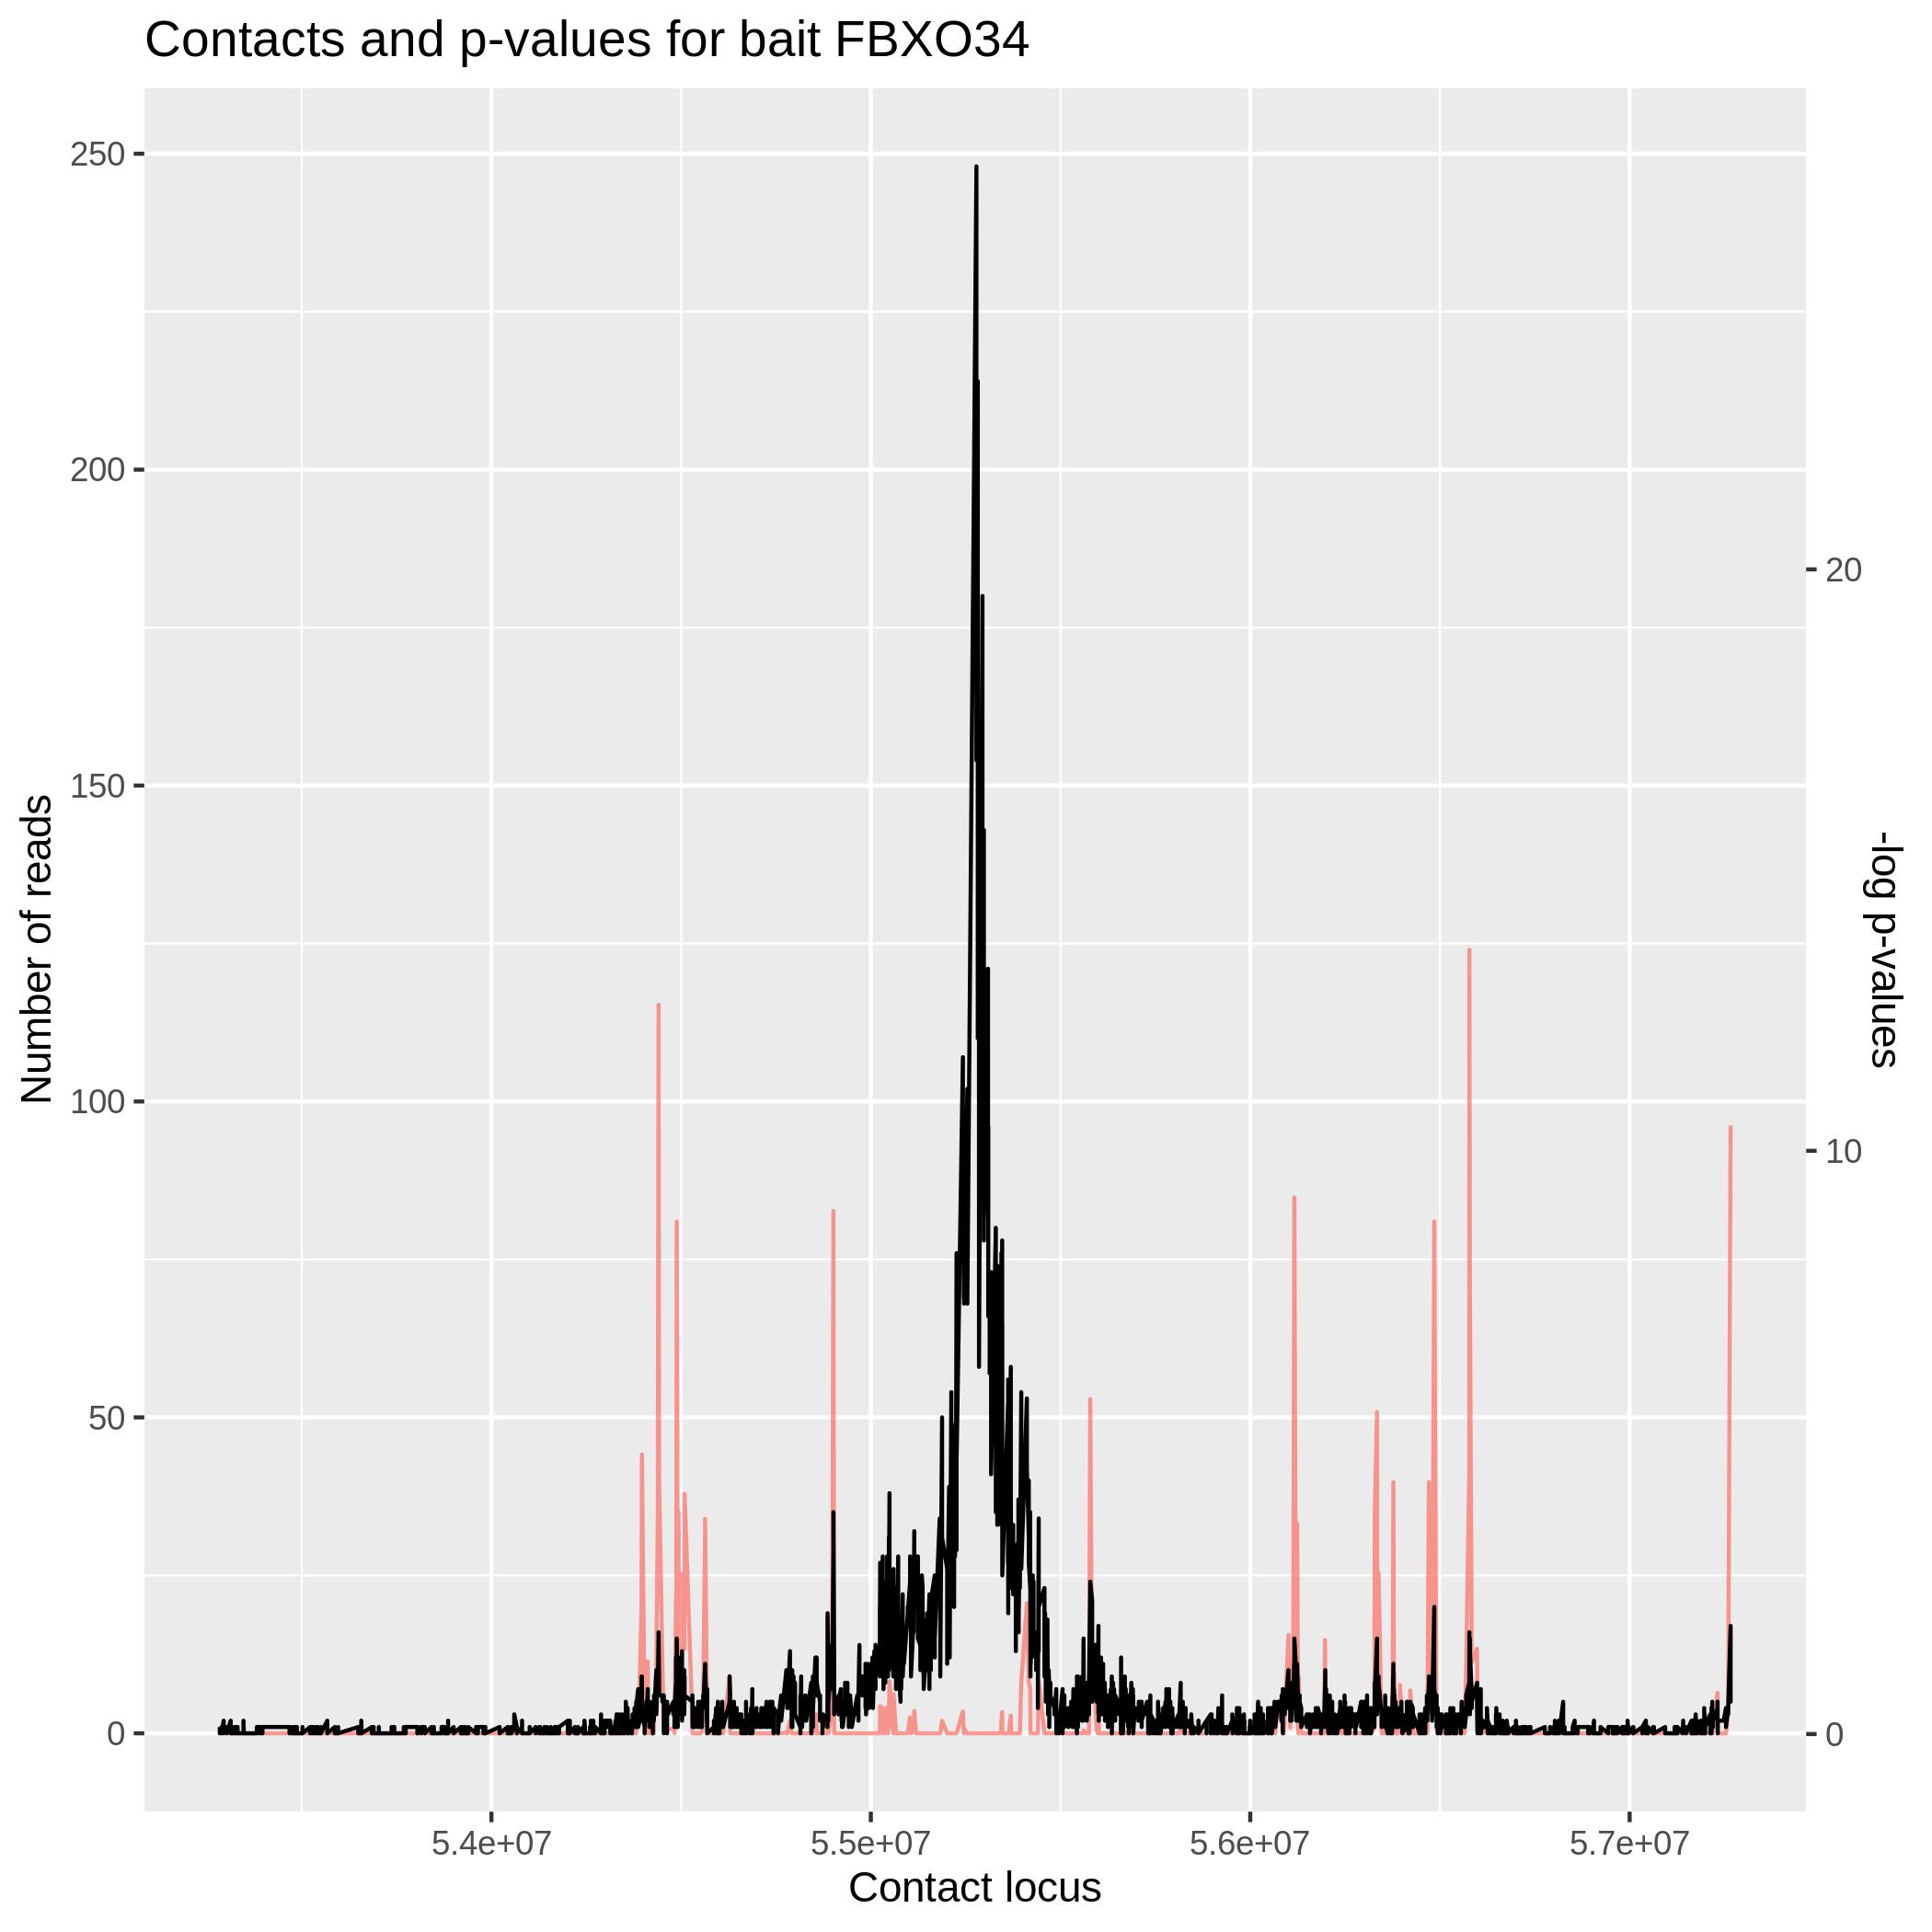 Contacts and p-values for bait FBXO34
250
200
150
100
50
0
Number of reads
20
10
0
-log p-values
5.4e+07
5.5e+07
5.6e+07
5.7e+07
Contact locus